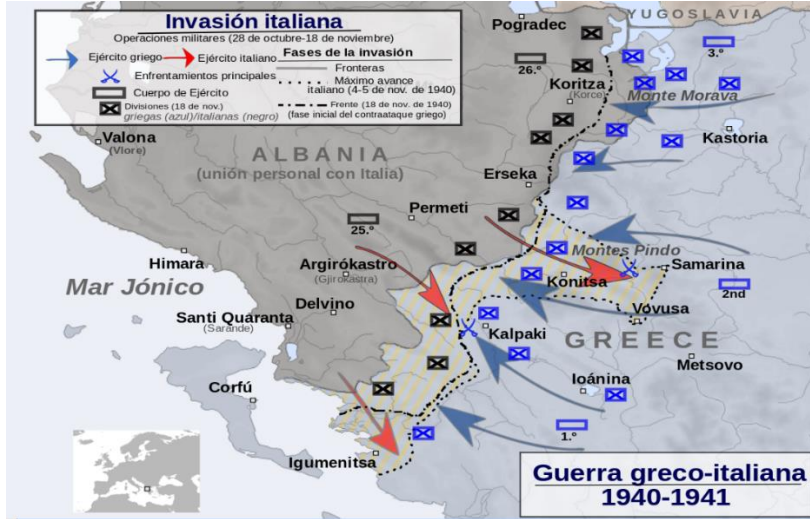 Invasión italiana
Operaciones militares (28 de octubre-18 de noviembre)
Ejército griego
Ejército italiano
Enfrentamientos principales
Cuerpo de Ejército
Divisiones (18 de nov.)
griegas (azul)/italianas (negro)
Fases de la invasión
Fronteras
Máximo avance
italiano (4-5 de nov. de 1940)
Frente (18 de nov. de 1940)
(fase inicial del contraataque griego)
Pogradec
YUGOSLAVIA
26.º
3.º
Koritza
(Korce)
Monte Morava
Kastoria
Valona
(Vlore)
ALBANIA
(unión personal con Italia)
Erseka
Permeti
25.º
Himara
Argirókastro
(Gjirokastra)
Montes Pindo
Samarina
Konitsa
2nd
Mar Jónico
Delvino
Santi Quaranta
(Sarande)
Vovusa
Kalpaki
GREECE
Metsovo
Corfú
Ioánina
1.º
Igumenitsa
Guerra greco-italiana
1940-1941